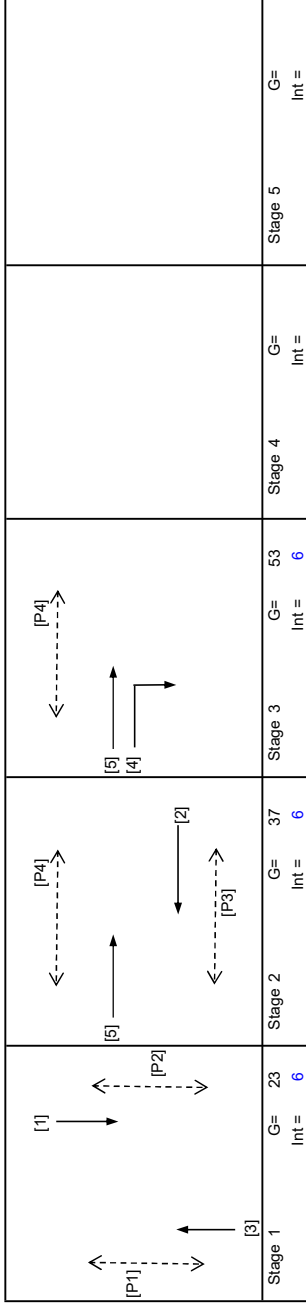 [P1]
[3]
[1]
[P2]
Stage 1 G= 23
Int = 6
[5]
[P4]
[P3]
[2]
Stage 2 G= 37
Int = 6
[5]
[4]
[P4]
Stage 3 G= 53
Int = 6
Stage 4 G=
Int =
Stage 5 G=
Int =